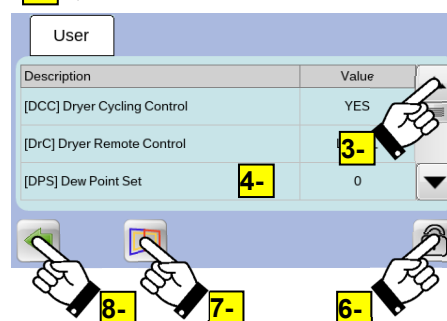 User
Description Value
[DCC] Dryer Cycling Control YES
[DrC] Dryer Remote Control
3-
[DPS] Dew Point Set 4- 0
8- 7- 6-